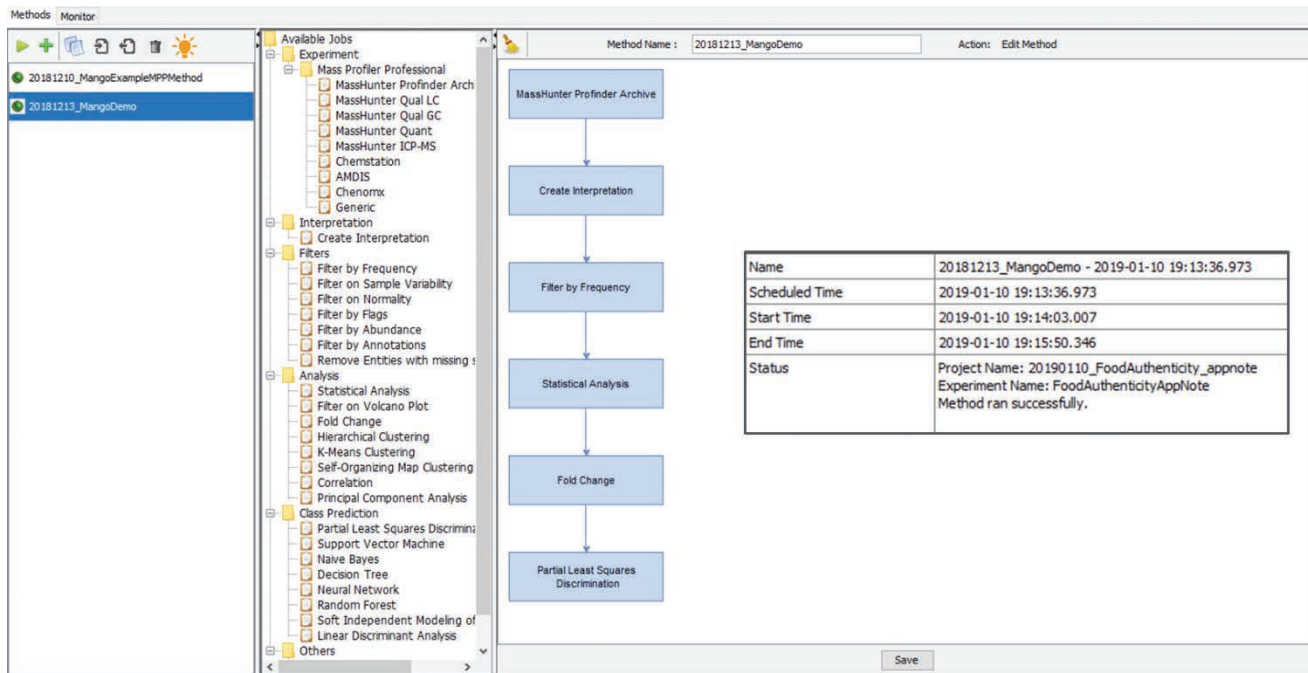 Methods Monitor
20181210_MangoExampleMPPMethod
20181213_MangoDemo
Available Jobs
Experiment
Mass Profiler Professional
MassHunter Profinder Arch
MassHunter Qual LC
MassHunter Qual GC
MassHunter Quant
MassHunter ICP-MS
Chemstation
AMDIS
Chenomx
Generic
Interpretation
Create Interpretation
Filters
Filter by Frequency
Filter on Sample Variability
Filter on Normality
Filter by Flags
Filter by Abundance
Filter by Annotations
Remove Entities with missing s
Analysis
Statistical Analysis
Filter on Volcano Plot
Fold Change
Hierarchical Clustering
K-Means Clustering
Self-Organizing Map Clustering
Correlation
Principal Component Analysis
Class Prediction
Partial Least Squares Discrimina
Support Vector Machine
Naive Bayes
Decision Tree
Neural Network
Random Forest
Soft Independent Modeling of
Linear Discriminant Analysis
Others
Method Name : 20181213_MangoDemo Action: Edit Method
MassHunter Profinder Archive
Create Interpretation
Filter by Frequency
Statistical Analysis
Fold Change
Partial Least Squares
Discrimination
Name 20181213_MangoDemo - 2019-01-10 19:13:36.973
Scheduled Time 2019-01-10 19:13:36.973
Start Time 2019-01-10 19:14:03.007
End Time 2019-01-10 19:15:50.346
Status Project Name: 20190110_FoodAuthenticity_appnote
Experiment Name: FoodAuthenticityAppNote
Method ran successfully.
Save